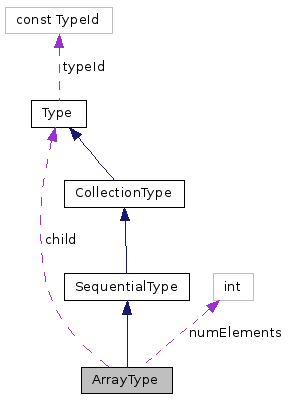 const TypeId
typeId
Type
CollectionType
child
SequentialType
int
numElements
ArrayType